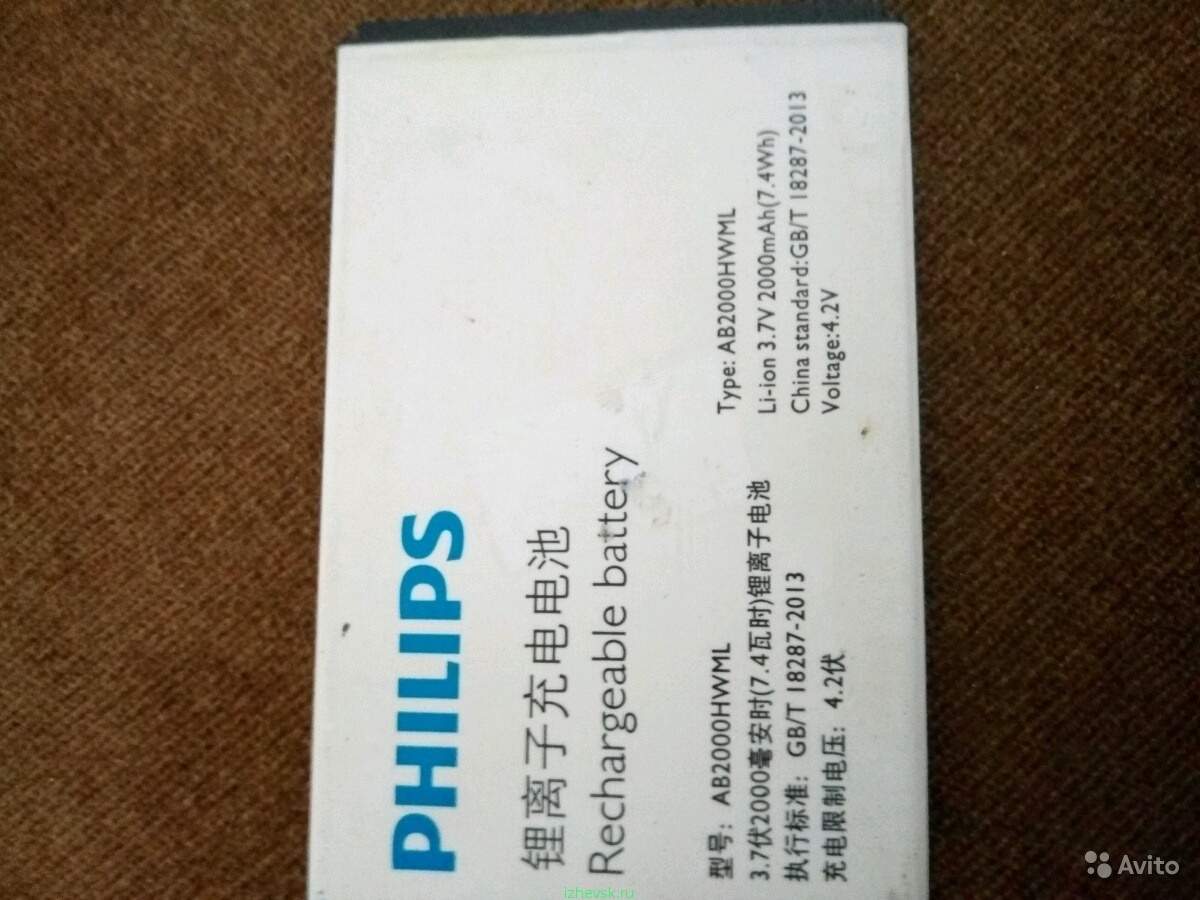 PHILIPS
锂离子充电电池
Rechargeable battery
型号: AB2000HWML
3.7伏2000毫安时(7.4瓦时)锂离子电池
执行标准: GB/T 18287-2013
充电限制电压: 4.2伏
Type: AB2000HWML
Li-ion 3.7V 2000mAh(7.4Wh)
China standard:GB/T 18287-2013
Voltage:4.2V
izhevsk.ru
Avito